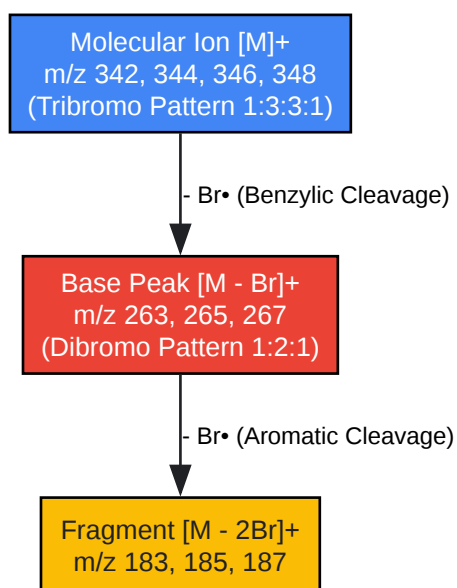 Molecular Ion [M]+
m/z 342, 344, 346, 348
(Tribromo Pattern 1:3:3:1)
- Br• (Benzylic Cleavage)
Base Peak [M - Br]+
m/z 263, 265, 267
(Dibromo Pattern 1:2:1)
- Br• (Aromatic Cleavage)
Fragment [M - 2Br]+
m/z 183, 185, 187